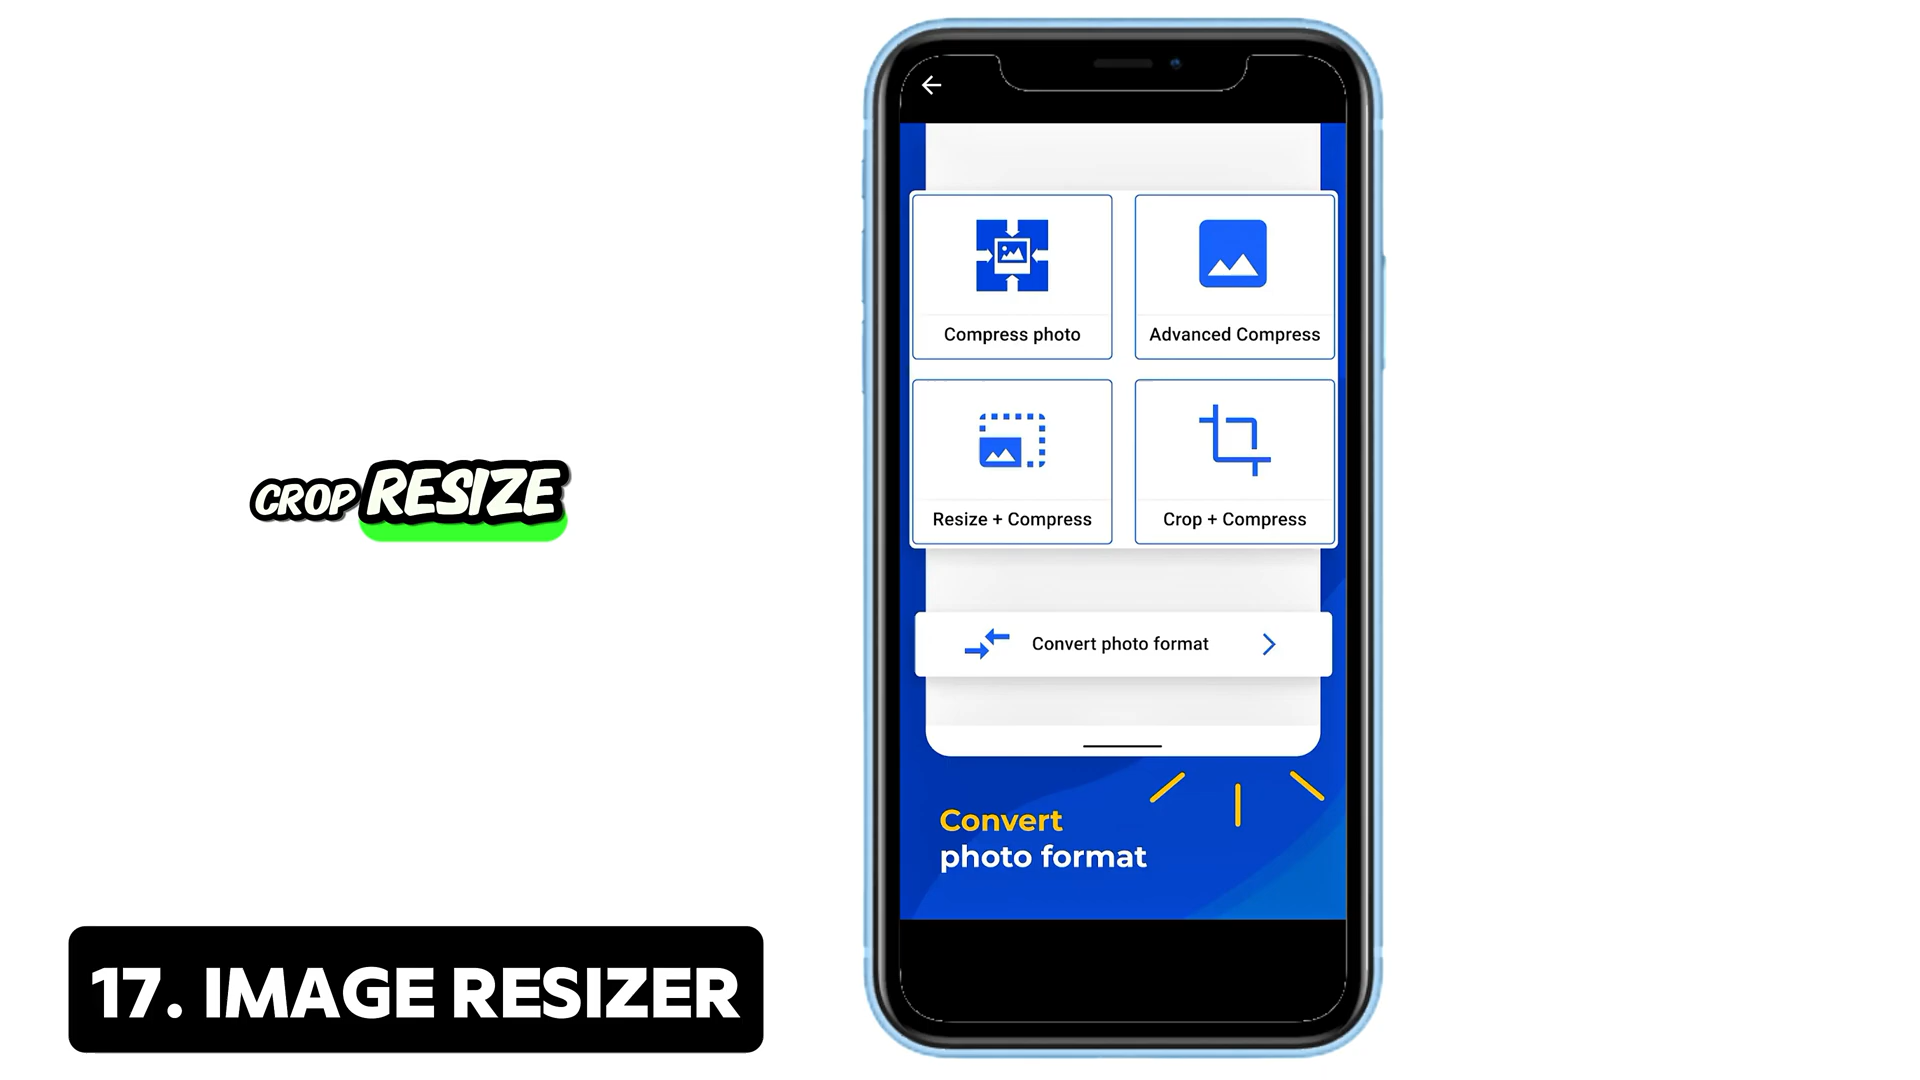 CROP RESIZE
17. IMAGE RESIZER
Compress photo
Advanced Compress
Resize + Compress
Crop + Compress
Convert photo format
Convert
photo format